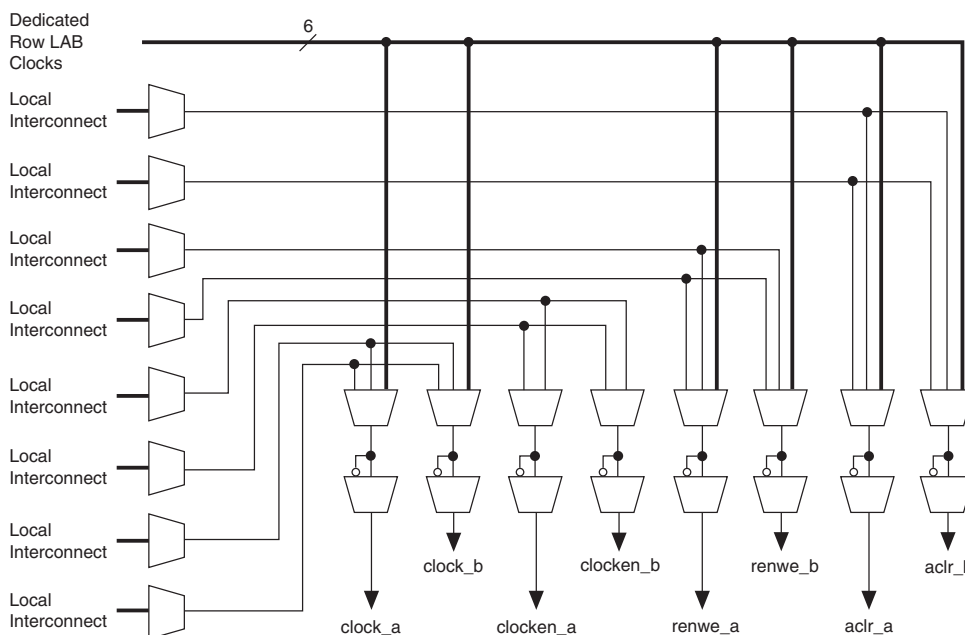 Dedicated
Row LAB
Clocks
6
Local
Interconnect
Local
Interconnect
Local
Interconnect
Local
Interconnect
Local
Interconnect
Local
Interconnect
Local
Interconnect
Local
Interconnect
clock_b
clocken_b
renwe_b
clock_a
clocken_a
renwe_a
aclr_a